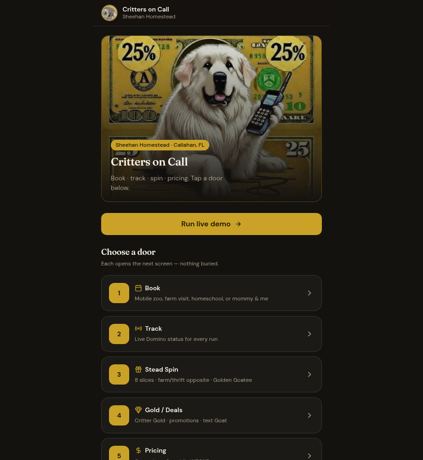 Critters on Call
Sheehan Homestead
25%
25%
Sheehan Homestead · Callahan, FL
25
Critters on Call
Book · track · spin · pricing. Tap a door
below.
Run live demo →
Choose a door
Each opens the next screen — nothing buried.
1
Book
Mobile zoo, farm visit, homeschool, or mommy & me
2
Track
Live Domino status for every run
3
Stead Spin
8 slices · farm/thrift opposite · Golden Goatee
4
Gold / Deals
Critter Gold · promotions · text Goat
5
Pricing